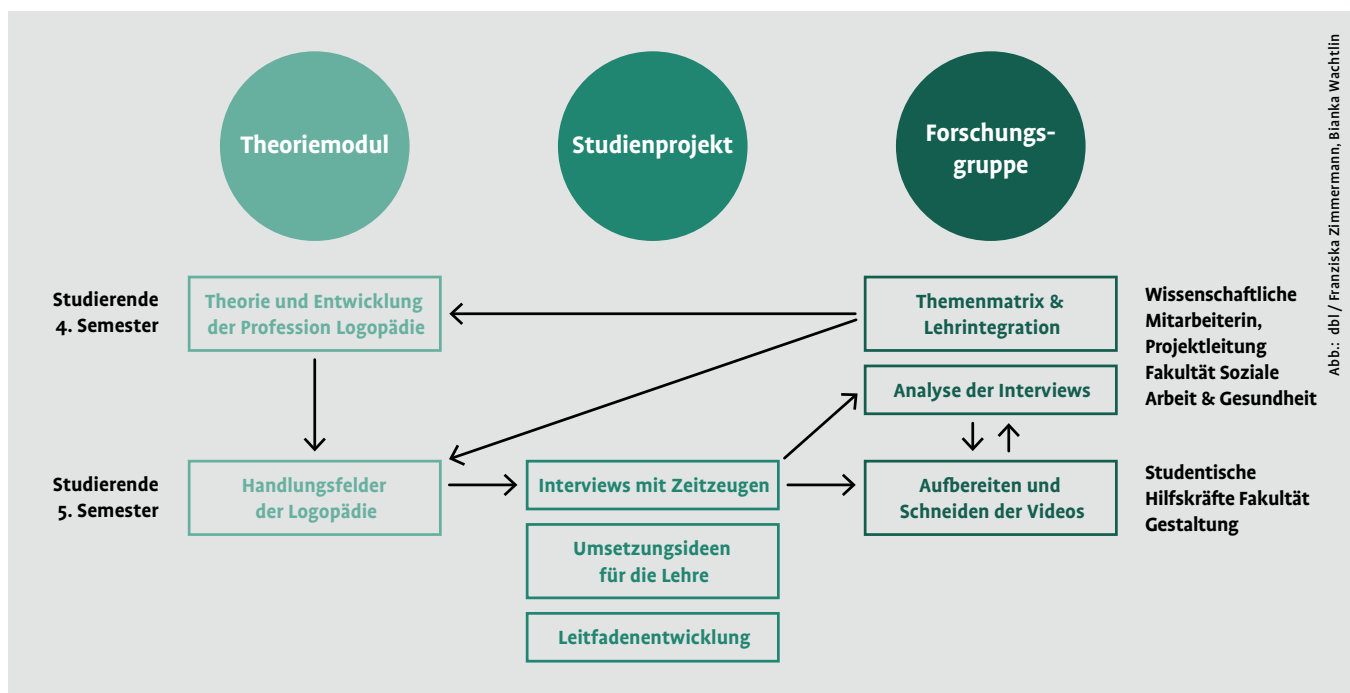 Theoriemodul
Studienprojekt
Forschungs-
gruppe
Studierende
4. Semester
Theorie und Entwicklung
der Profession Logopädie
Themenmatrix &
Lehrintegration
Wissenschaftliche
Mitarbeiterin,
Projektleitung
Fakultät Soziale
Arbeit & Gesundheit
Analyse der Interviews
Studierende
5. Semester
Handlungsfelder
der Logopädie
Interviews mit Zeitzeugen
Aufbereiten und
Schneiden der Videos
Studentische
Hilfskräfte Fakultät
Gestaltung
Umsetzungsideen
für die Lehre
Leitfadenentwicklung
Abb.: dbl / Franziska Zimmermann, Bianka Wachtlin